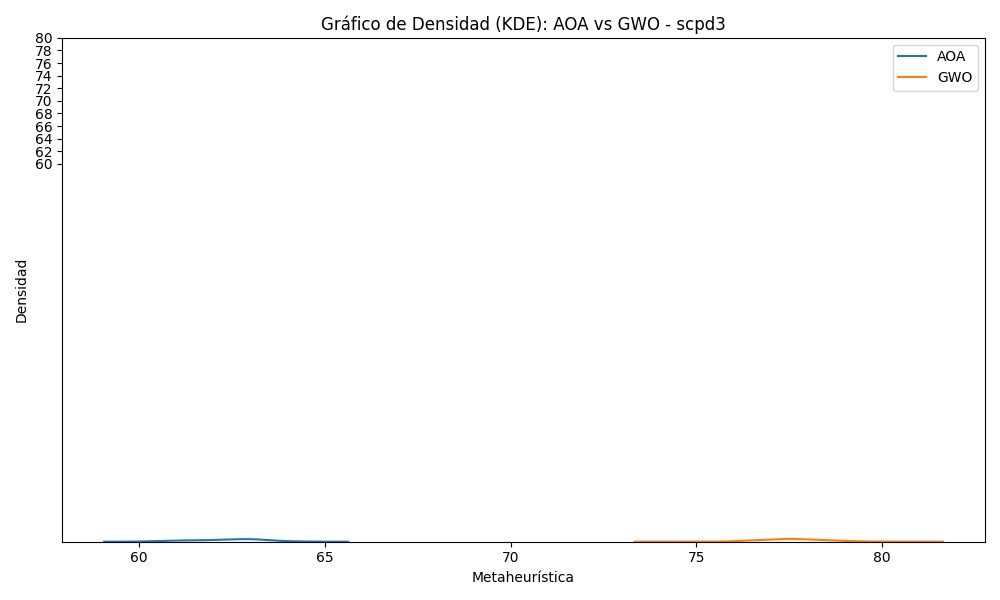 Gráfico de Densidad (KDE): AOA vs GWO - scpd3
80
78
76
74
72
70
68
66
64
62
60
Densidad
AOA
GWO
60 65 70 75 80
Metaheurística